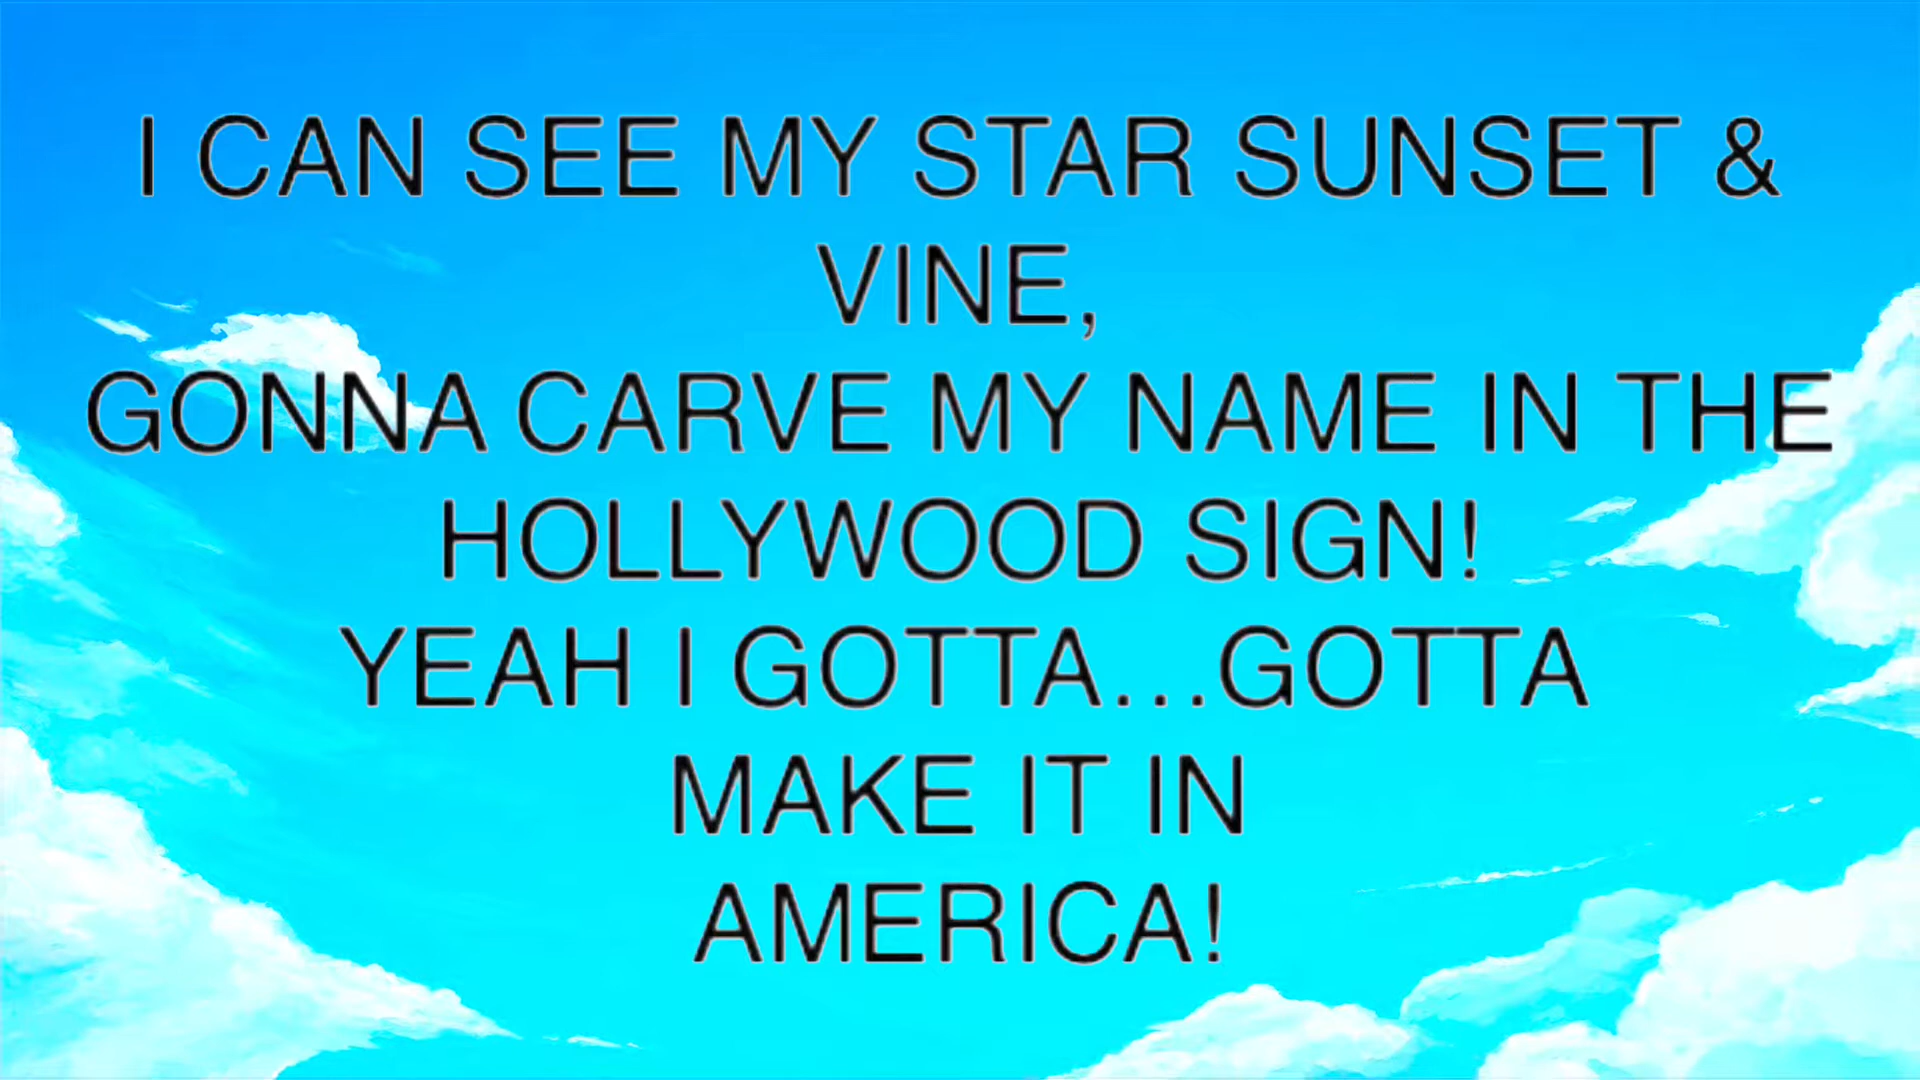 I CAN SEE MY STAR SUNSET &
VINE,
GONNA CARVE MY NAME IN THE
HOLLYWOOD SIGN!
YEAH I GOTTA...GOTTA
MAKE IT IN
AMERICA!